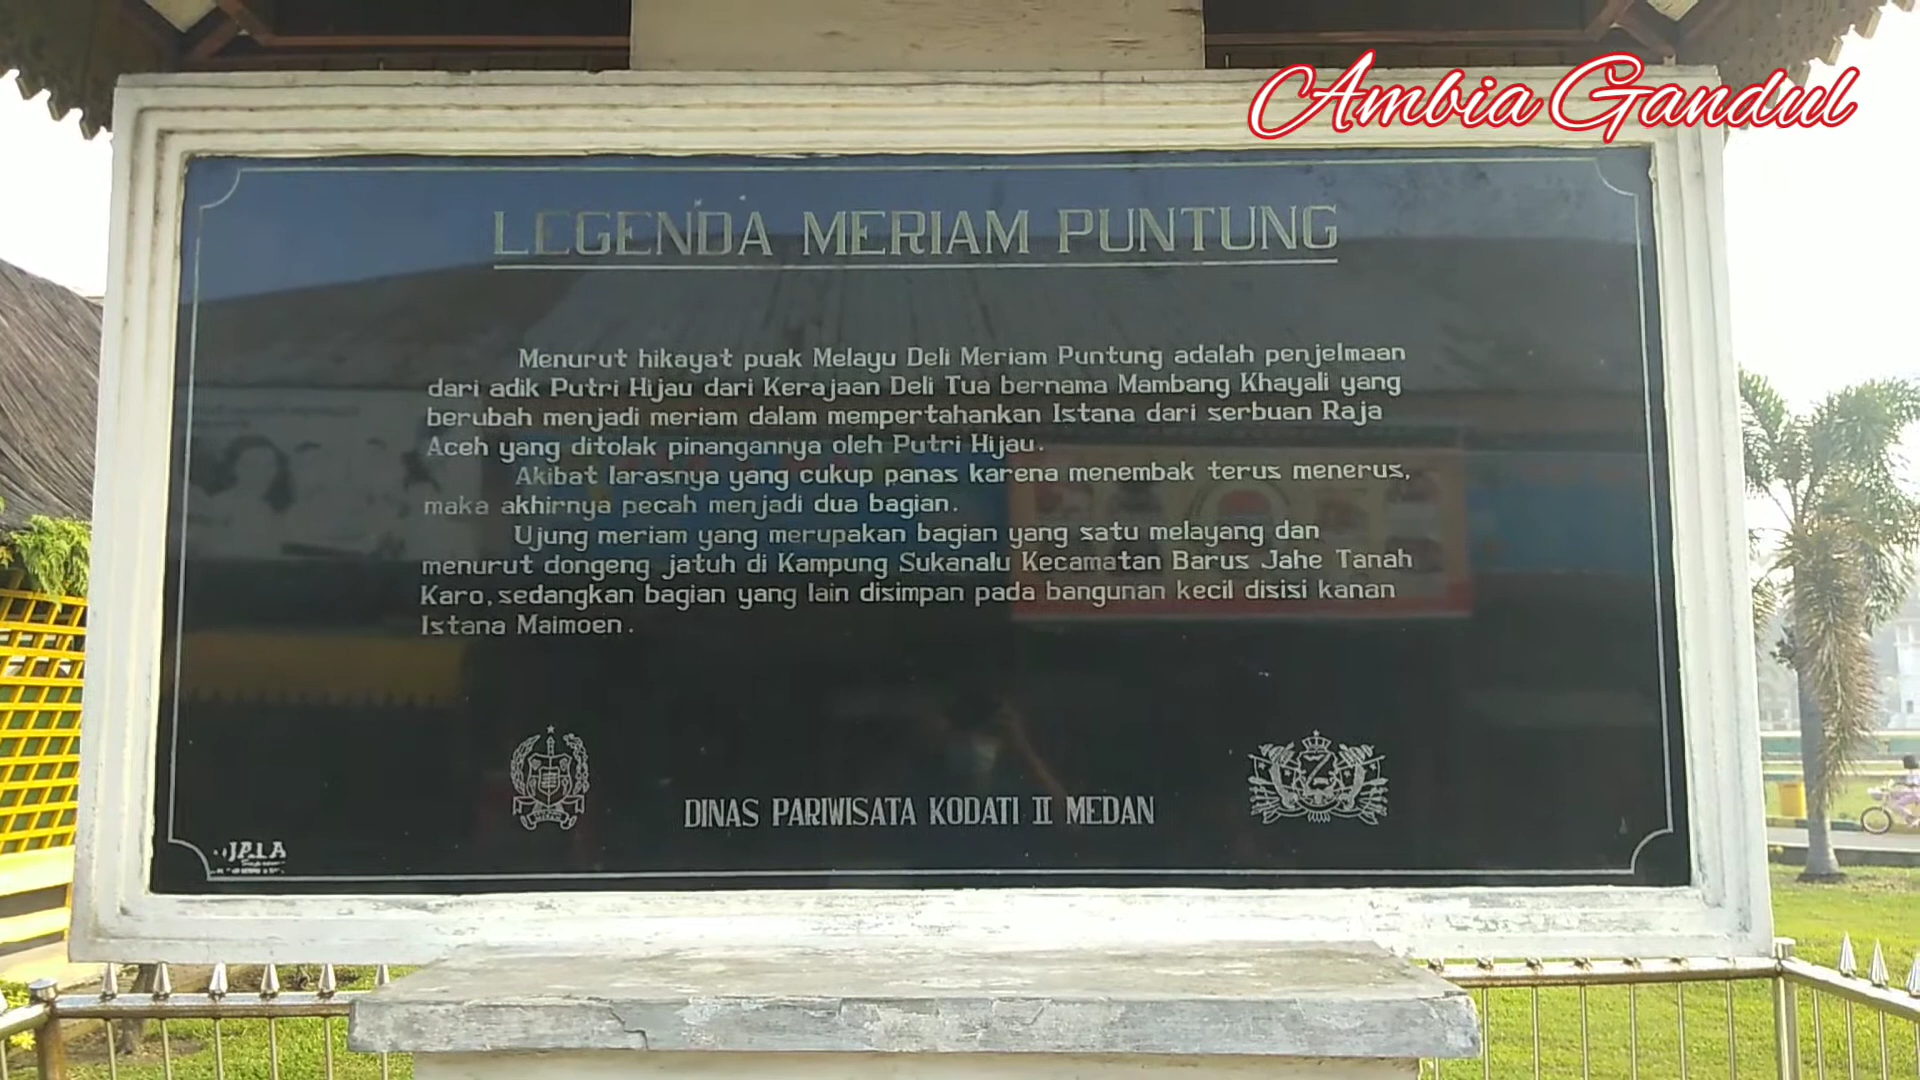 Ambia Gandul
LEGENDA MERIAM PUNTUNG
Menurut hikayat puak Melayu Deli Meriam Puntung adalah penjelmaan
dari adik Putri Hijau dari Kerajaan Deli Tua bernama Mambang Khayali yang
berubah menjadi meriam dalam mempertahankan Istana dari serbuan Raja
Aceh yang ditolak pinangannya oleh Putri Hijau.
Akibat larasnya yang cukup panas karena menembak terus menerus,
maka akhirnya pecah menjadi dua bagian.
Ujung meriam yang merupakan bagian yang satu melayang dan
menurut dongeng jatuh di Kampung Sukanalu Kecamatan Barus Jahe Tanah
Karo, sedangkan bagian yang lain disimpan pada bangunan kecil disisi kanan
Istana Maimoen.
DINAS PARIWISATA KODATI II MEDAN